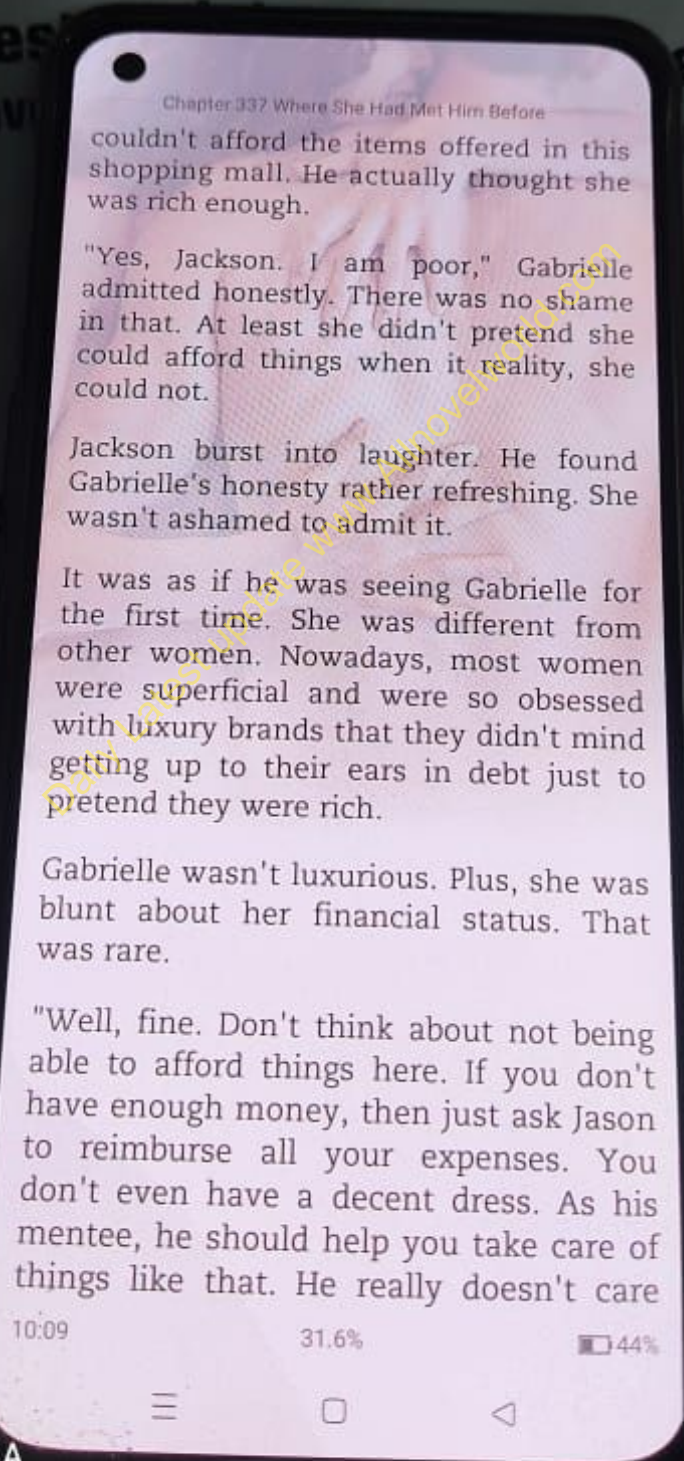 Chapter 337 Where She Had Met Him Before
couldn't afford the items offered in this
shopping mall. He actually thought she
was rich enough.
"Yes, Jackson. I am poor," Gabrielle
admitted honestly. There was no shame
in that. At least she didn't pretend she
could afford things when it reality, she
could not.
Jackson burst into laughter. He found
Gabrielle's honesty rather refreshing. She
wasn't ashamed to admit it.
It was as if he was seeing Gabrielle for
the first time. She was different from
other women. Nowadays, most women
were superficial and were so obsessed
with luxury brands that they didn't mind
getting up to their ears in debt just to
pretend they were rich.
Gabrielle wasn't luxurious. Plus, she was
blunt about her financial status. That
was rare.
"Well, fine. Don't think about not being
able to afford things here. If you don't
have enough money, then just ask Jason
to reimburse all your expenses. You
don't even have a decent dress. As his
mentee, he should help you take care of
things like that. He really doesn't care
10:09
31.6%
44%
Daily Latest update www.Allnovelworld.com
A